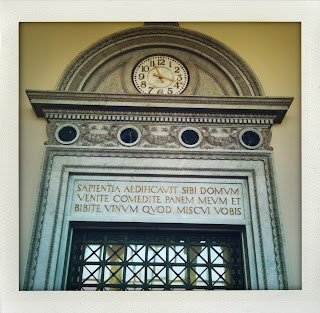 SAPIENTIA AEDIFICAVIT SIBI DOMVM
VENITE COMEDITE PANEM MEVM ET
BIBITE VINVM QVOD MISCVI VOBIS